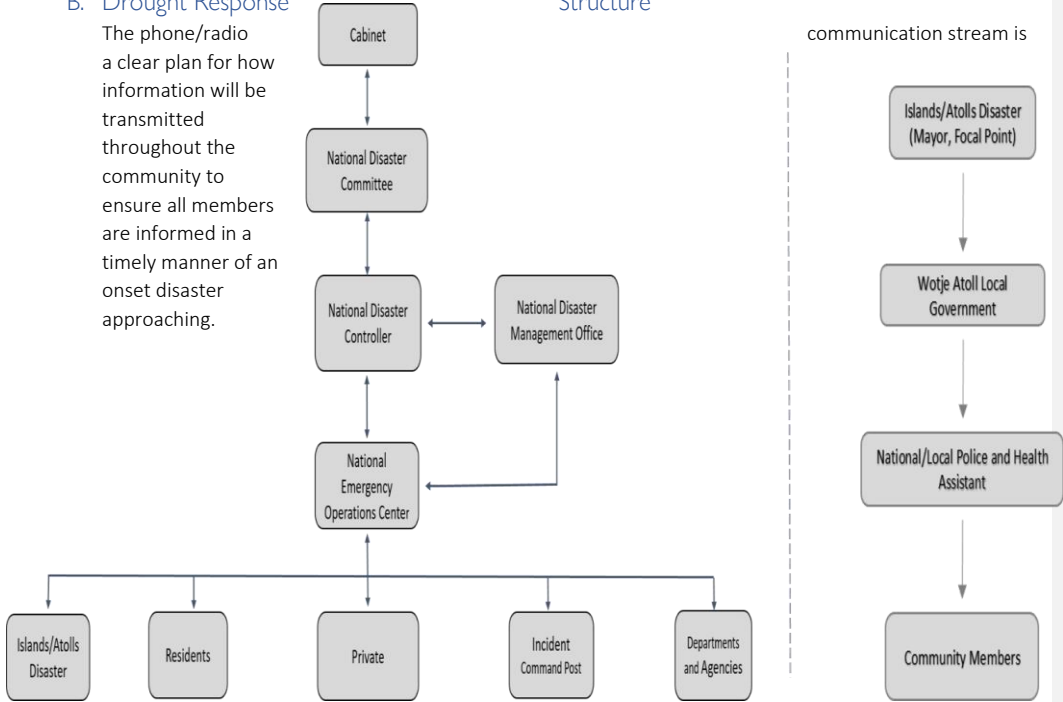 B. Drought Response Structure
The phone/radio communication stream is
a clear plan for how
information will be
transmitted
throughout the
community to
ensure all members
are informed in a
timely manner of an
onset disaster
approaching.
Cabinet
National Disaster
Committee
National Disaster
Controller
National Disaster
Management Office
National
Emergency
Operations Center
Islands/Atolls
Disaster
Residents
Private
Incident
Command Post
Departments
and Agencies
Islands/Atolls Disaster
(Mayor, Focal Point)
Wotje Atoll Local
Government
National/Local Police and Health
Assistant
Community Members